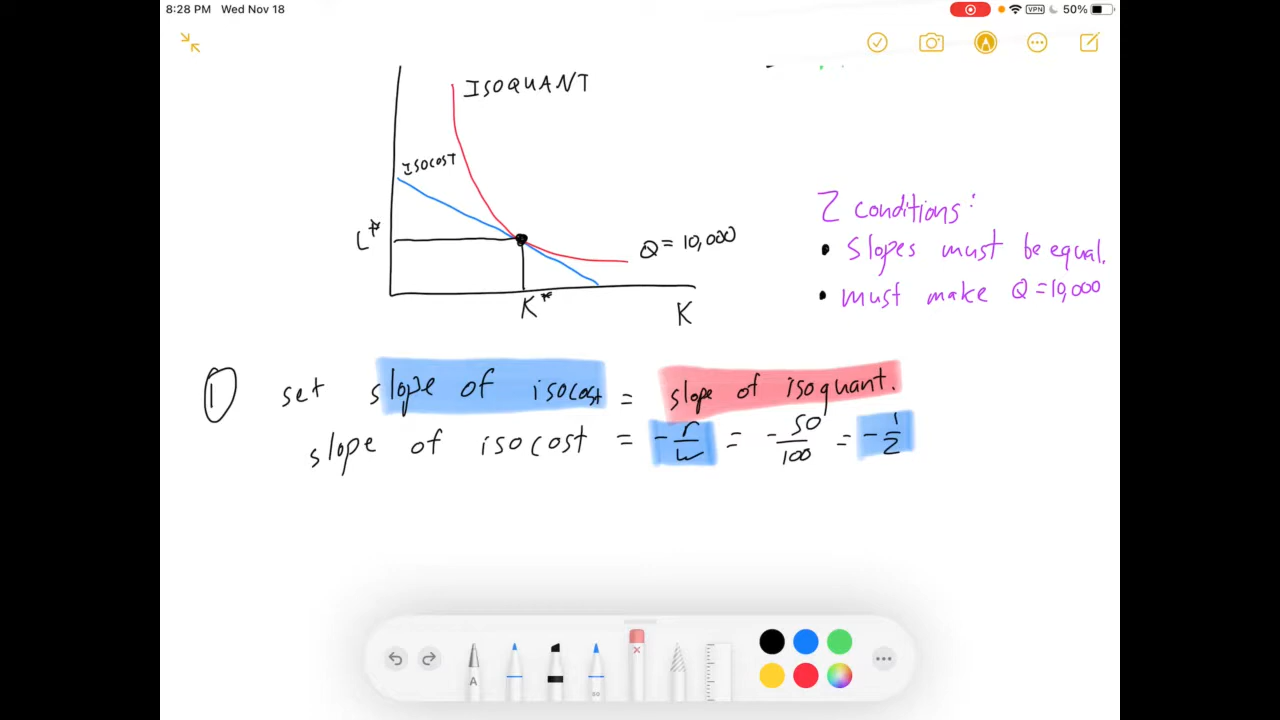 8:28 PM Wed Nov 18
VPN 50%
ISOQUANT
ISOCOST
L*
Q = 10,000
K*
K
2 conditions:
• slopes must be equal.
• must make Q = 10,000
① set slope of isocost = slope of isoquant.
slope of isocost = - r/w = - 50/100 = - 1/2
A